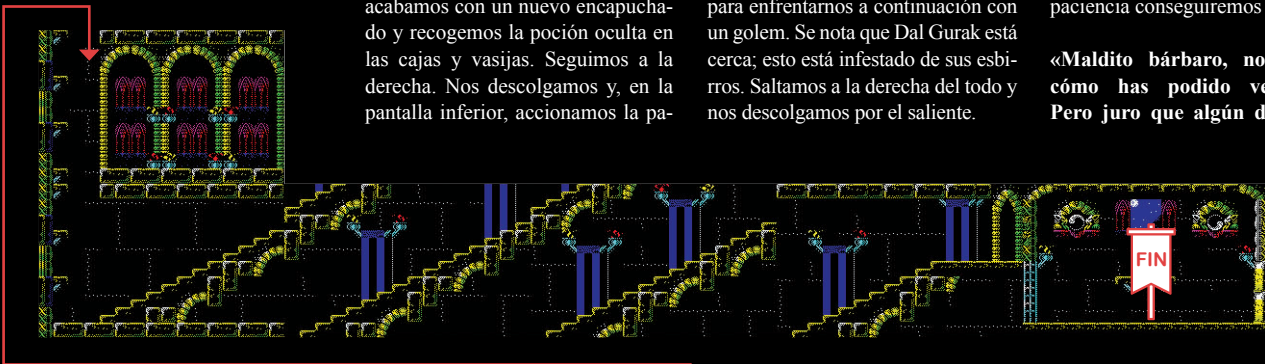 acabamos con un nuevo encapucha-
do y recogemos la poción oculta en
las cajas y vasijas. Seguimos a la
derecha. Nos descolgamos y, en la
pantalla inferior, accionamos la pa-
para enfrentarnos a continuación con
un golem. Se nota que Dal Gurak está
cerca; esto está infestado de sus esbi-
rros. Saltamos a la derecha del todo y
nos descolgamos por el saliente.
paciencia conseguiremos
«Maldito bárbaro, no
cómo has podido ve
Pero juro que algún d
FIN